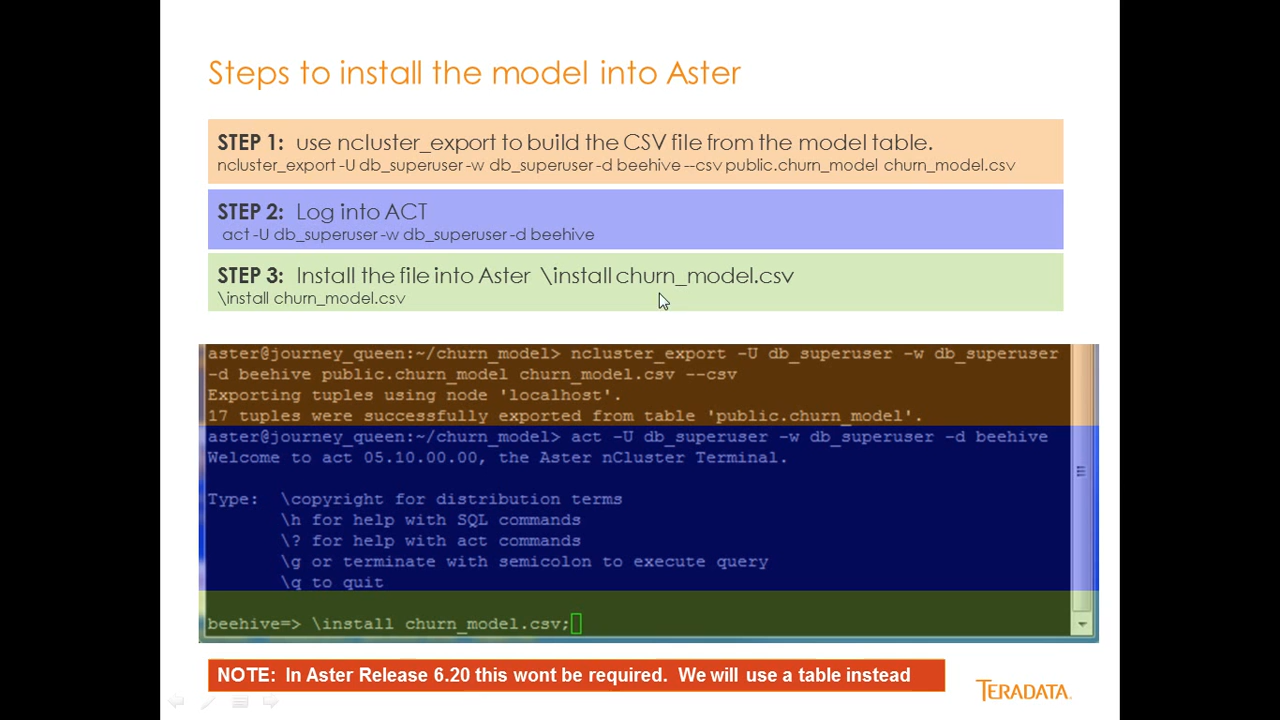 Steps to install the model into Aster
STEP 1: use ncluster_export to build the CSV file from the model table.
ncluster_export -U db_superuser -w db_superuser -d beehive --csv public.churn_model churn_model.csv
STEP 2: Log into ACT
act -U db_superuser -w db_superuser -d beehive
STEP 3: Install the file into Aster \install churn_model.csv
\install churn_model.csv
aster@journey_queen:~/churn_model> ncluster_export -U db_superuser -w db_superuser
-d beehive public.churn_model churn_model.csv --csv
Exporting tuples using node 'localhost'.
17 tuples were successfully exported from table 'public.churn_model'.
aster@journey_queen:~/churn_model> act -U db_superuser -w db_superuser -d beehive
Welcome to act 05.10.00.00, the Aster nCluster Terminal.
Type: \copyright for distribution terms
\h for help with SQL commands
\? for help with act commands
\g or terminate with semicolon to execute query
\q to quit
beehive=> \install churn_model.csv;
NOTE: In Aster Release 6.20 this wont be required. We will use a table instead
TERADATA.